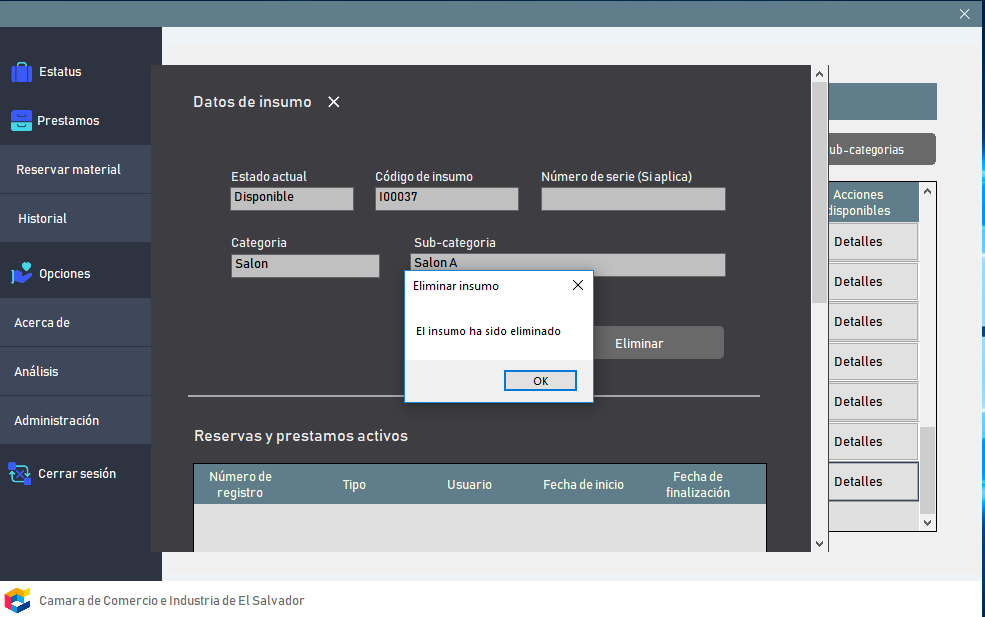 Estatus
Prestamos
Reservar material
Historial
Opciones
Acerca de
Análisis
Administración
Cerrar sesión
Datos de insumo
Estado actual
Código de insumo
Número de serie (Si aplica)
Disponible
I00037
Categoria
Sub-categoria
Salon
Salon A
Eliminar insumo
El insumo ha sido eliminado
OK
Eliminar
Reservas y prestamos activos
Número de registro
Tipo
Usuario
Fecha de inicio
Fecha de finalización
ub-categorias
Acciones
disponibles
Detalles
Detalles
Detalles
Detalles
Detalles
Detalles
Detalles
Camara de Comercio e Industria de El Salvador